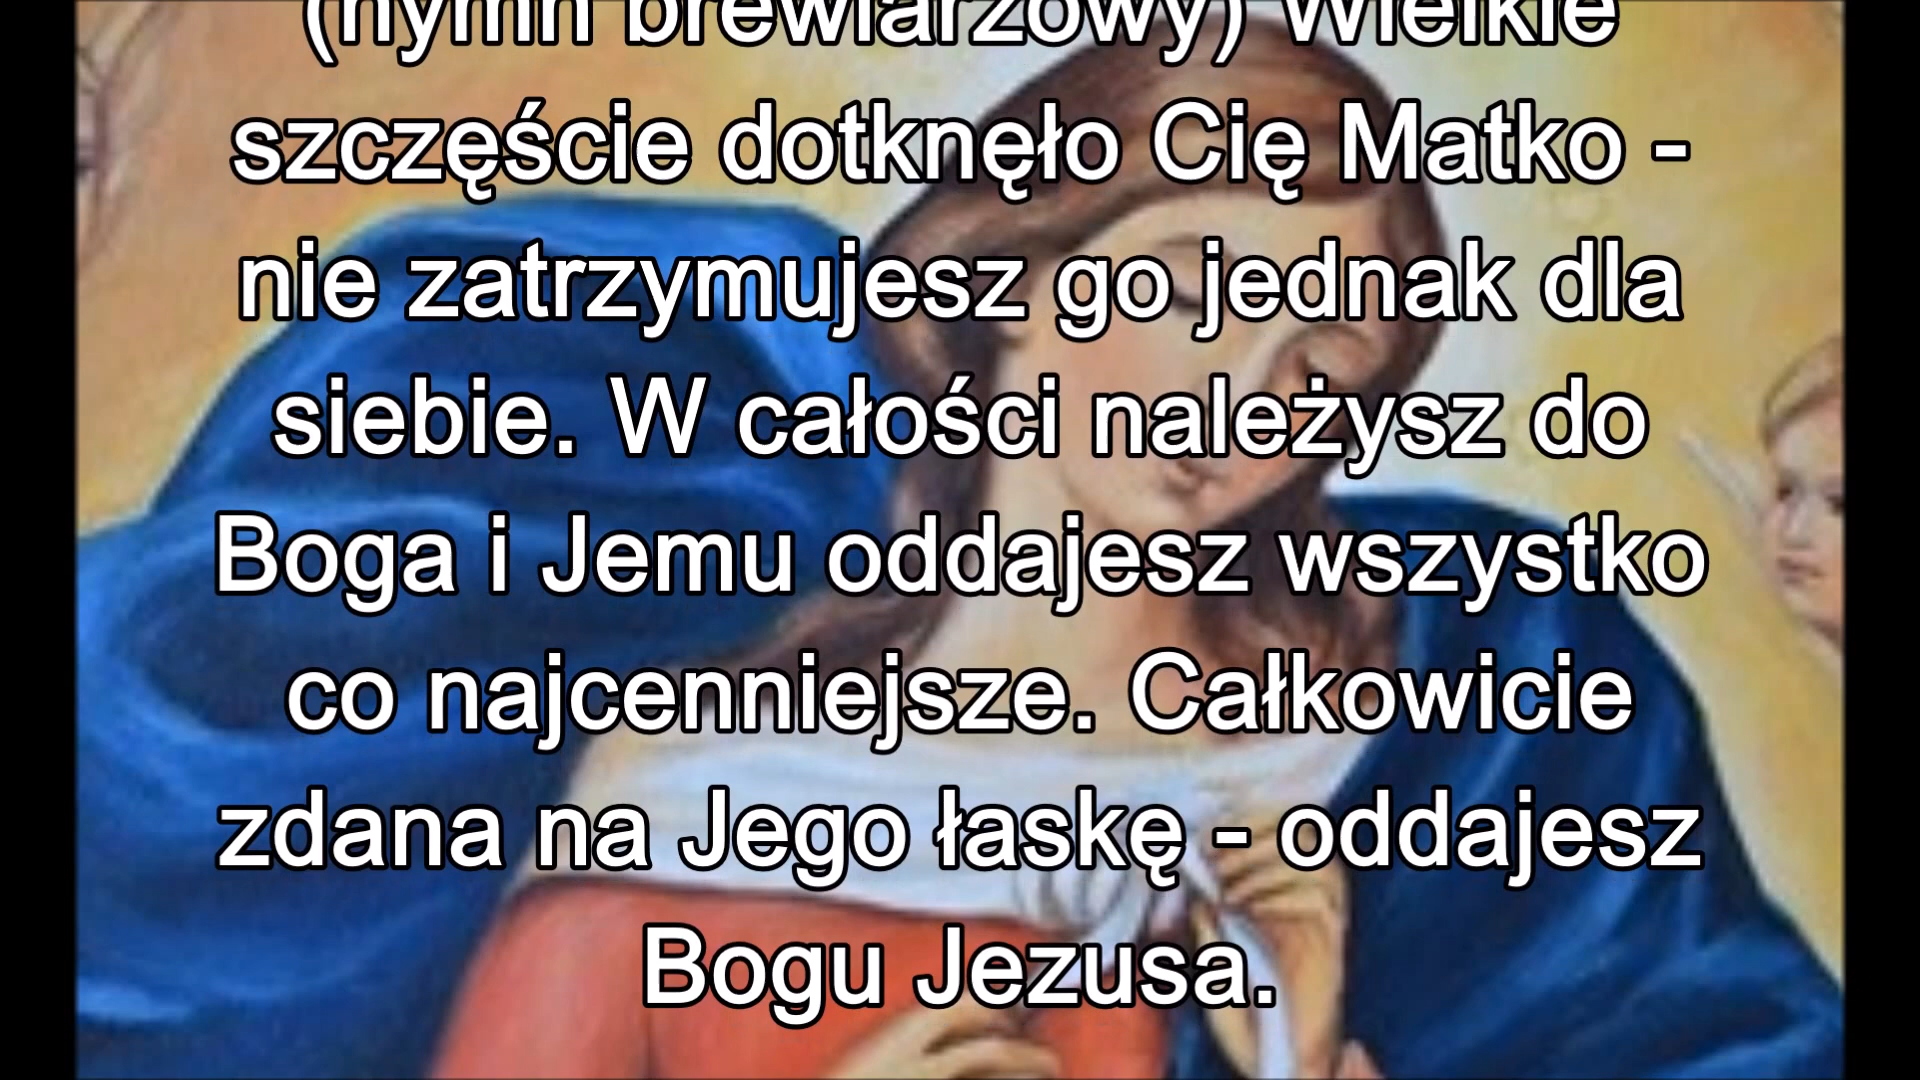 (hymn brewiarzowy) Wielkie
szczęście dotknęło Cię Matko -
nie zatrzymujesz go jednak dla
siebie. W całości należysz do
Boga i Jemu oddajesz wszystko
co najcenniejsze. Całkowicie
zdana na Jego łaskę - oddajesz
Bogu Jezusa.